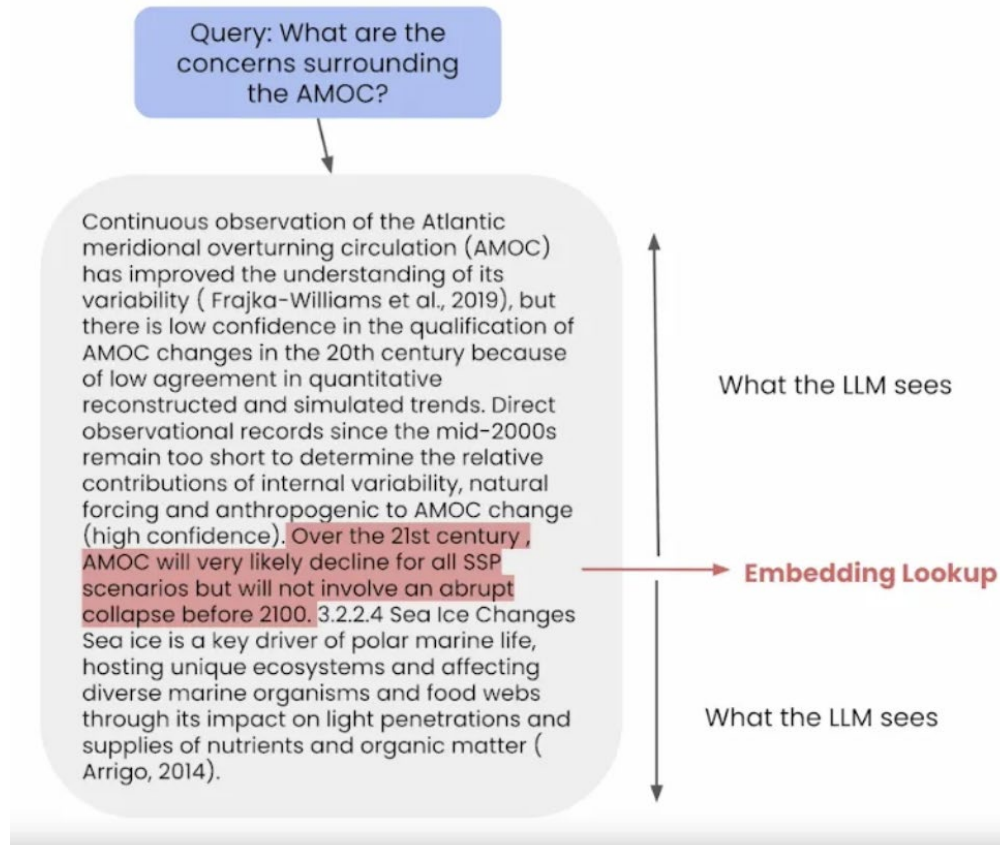 Query: What are the
concerns surrounding
the AMOC?
Continuous observation of the Atlantic
meridional overturning circulation (AMOC)
has improved the understanding of its
variability ( Frajka-Williams et al., 2019), but
there is low confidence in the qualification of
AMOC changes in the 20th century because
of low agreement in quantitative
reconstructed and simulated trends. Direct
observational records since the mid-2000s
remain too short to determine the relative
contributions of internal variability, natural
forcing and anthropogenic to AMOC change
(high confidence). Over the 21st century ,
AMOC will very likely decline for all SSP
scenarios but will not involve an abrupt
collapse before 2100. 3.2.2.4 Sea Ice Changes
Sea ice is a key driver of polar marine life,
hosting unique ecosystems and affecting
diverse marine organisms and food webs
through its impact on light penetrations and
supplies of nutrients and organic matter (
Arrigo, 2014).
What the LLM sees
Embedding Lookup
What the LLM sees